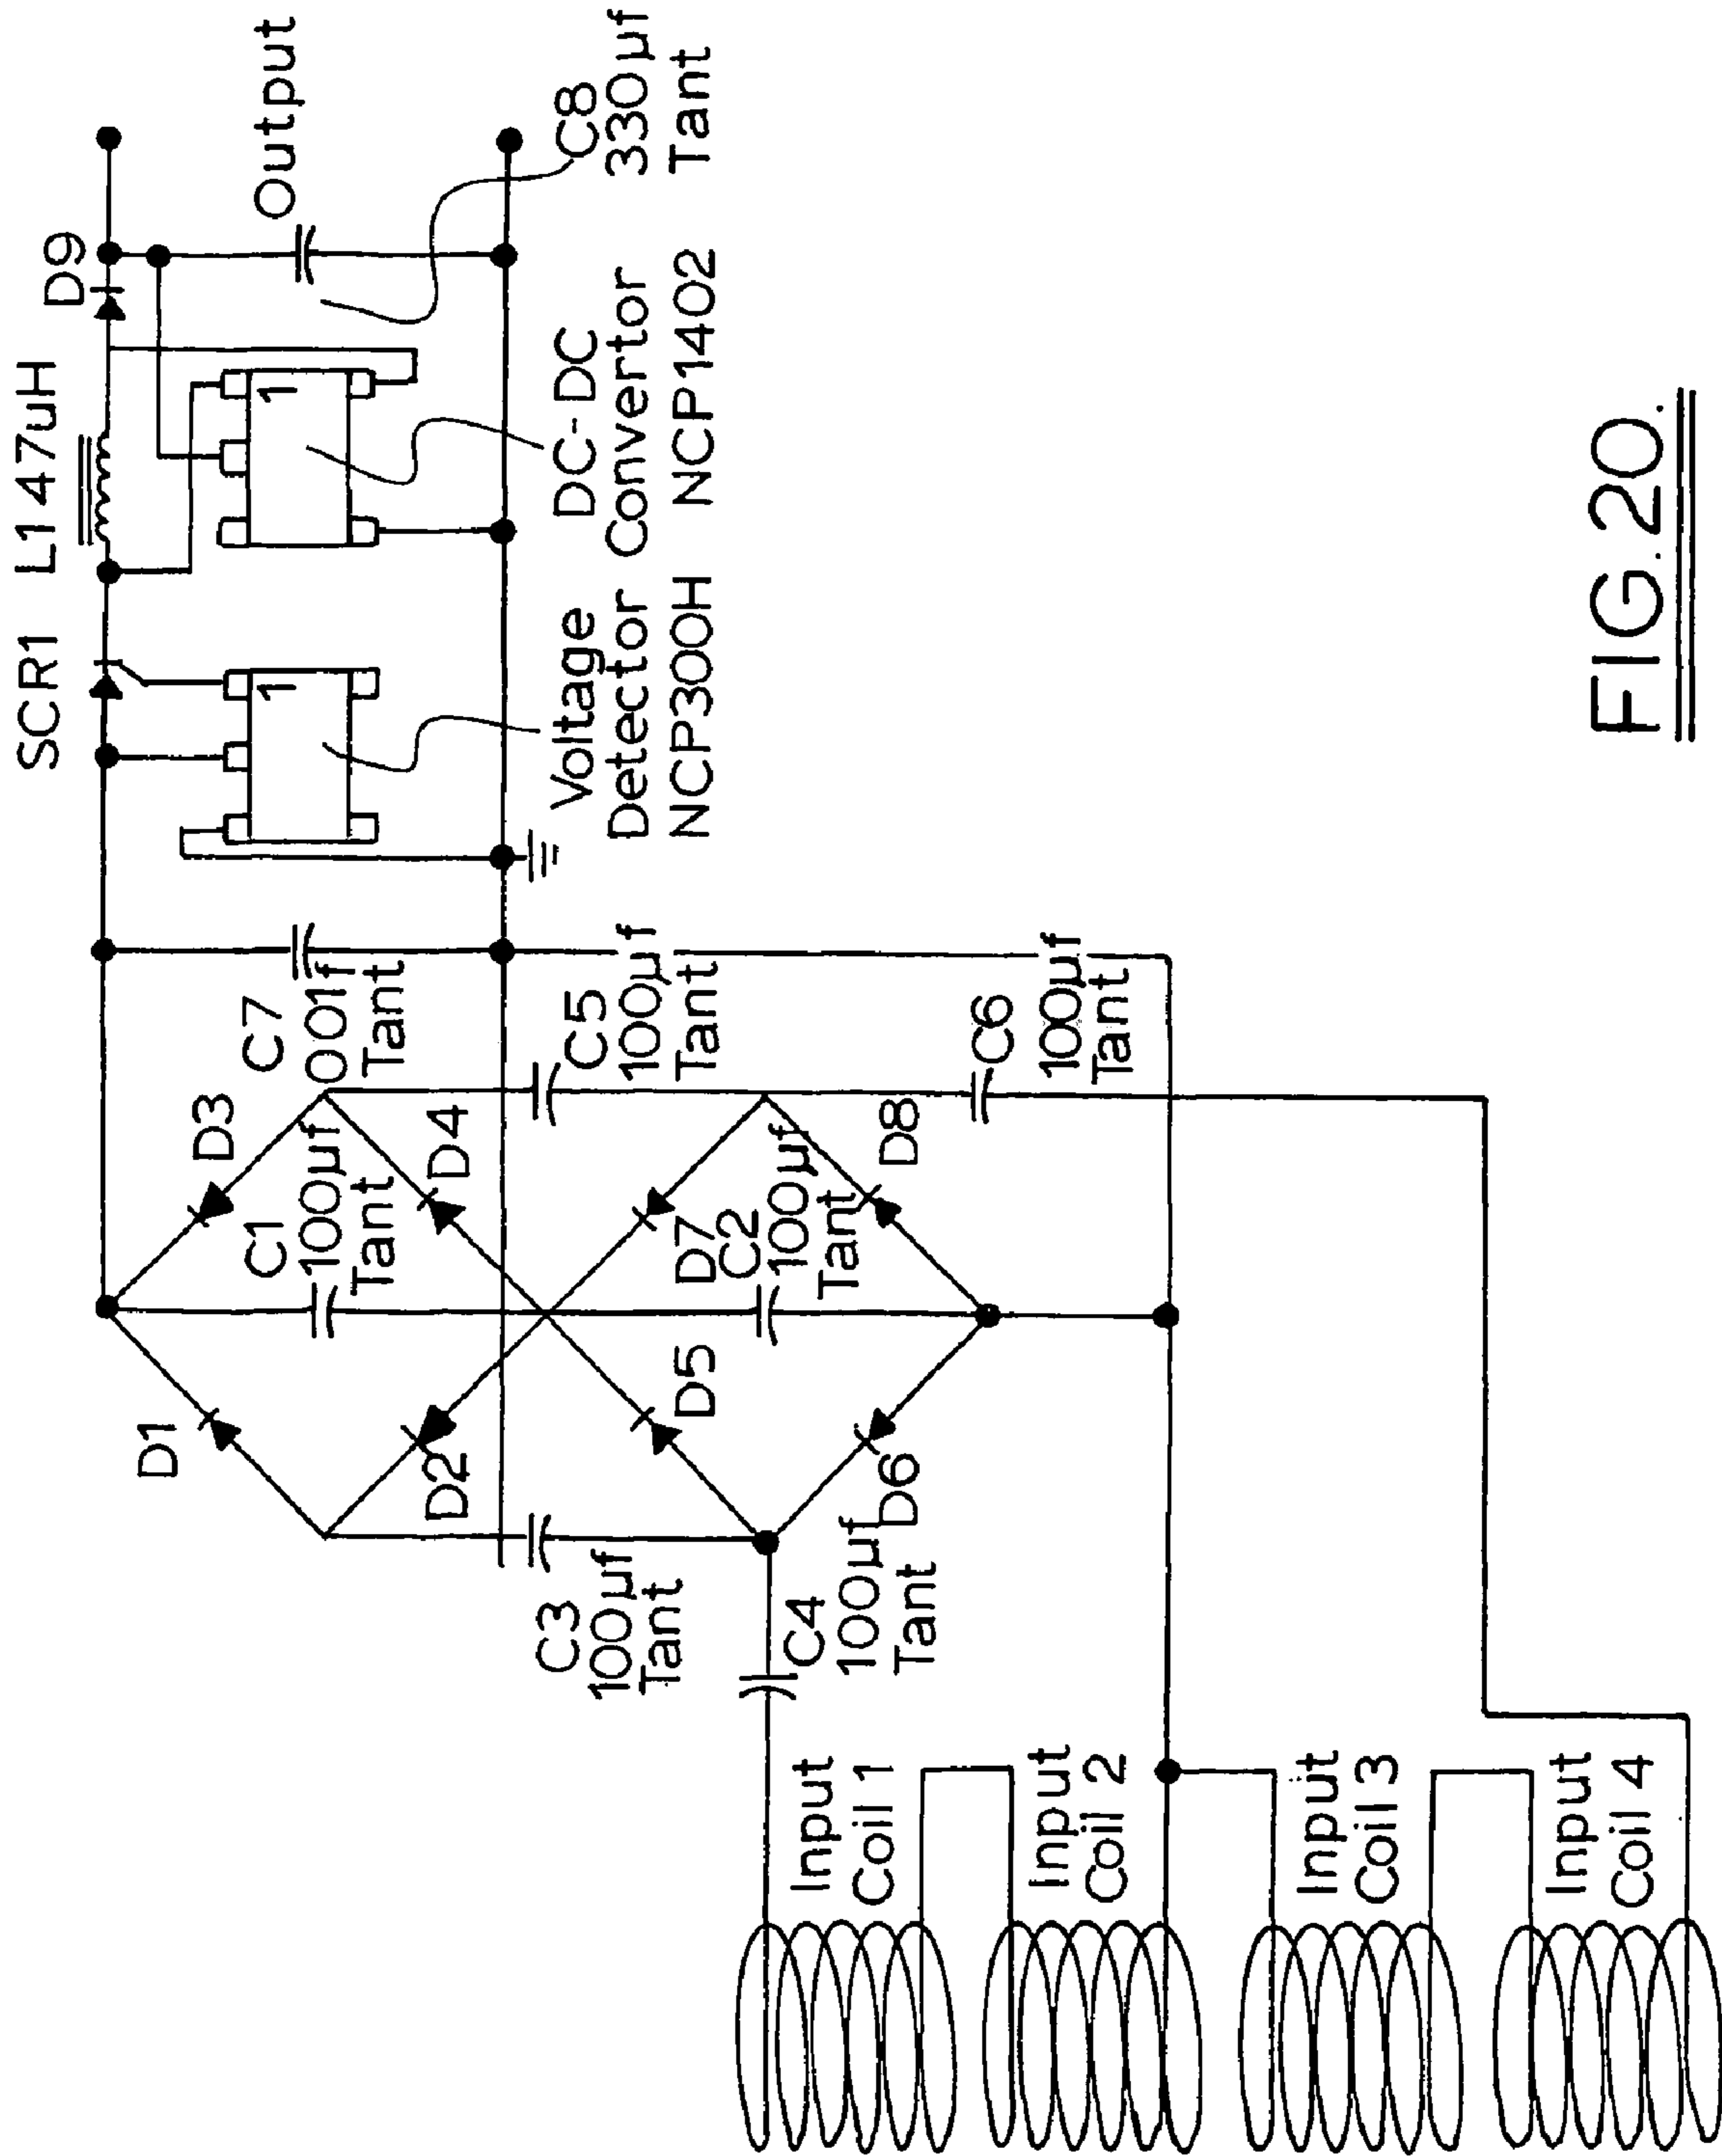 SCR1
L147uH
D9
Output
1
1
C8
330µf
Tant
Voltage
Detector
NCP300H
DC-DC
Convertor
NCP1402
D1
D3
C7
001f
Tant
C1
100µf
Tant
D2
D4
C5
100µf
Tant
D5
D7
C2
100µf
Tant
C3
100µf
Tant
C4
100µf
Tant
D6
D8
C6
100µf
Tant
Input
Coil 1
Input
Coil 2
Input
Coil 3
Input
Coil 4
FIG.20.